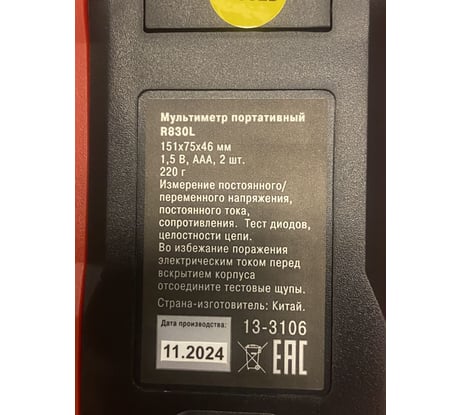 Мультиметр портативный
R830L
151х75х46 мм
1,5 В, ААА, 2 шт.
220 г
Измерение постоянного/
переменного напряжения,
постоянного тока,
сопротивления. Тест диодов,
целостности цепи.
Во избежание поражения
электрическим током перед
вскрытием корпуса
отсоедините тестовые щупы.
Страна-изготовитель: Китай.
Дата производства:
13-3106
11.2024
EAC